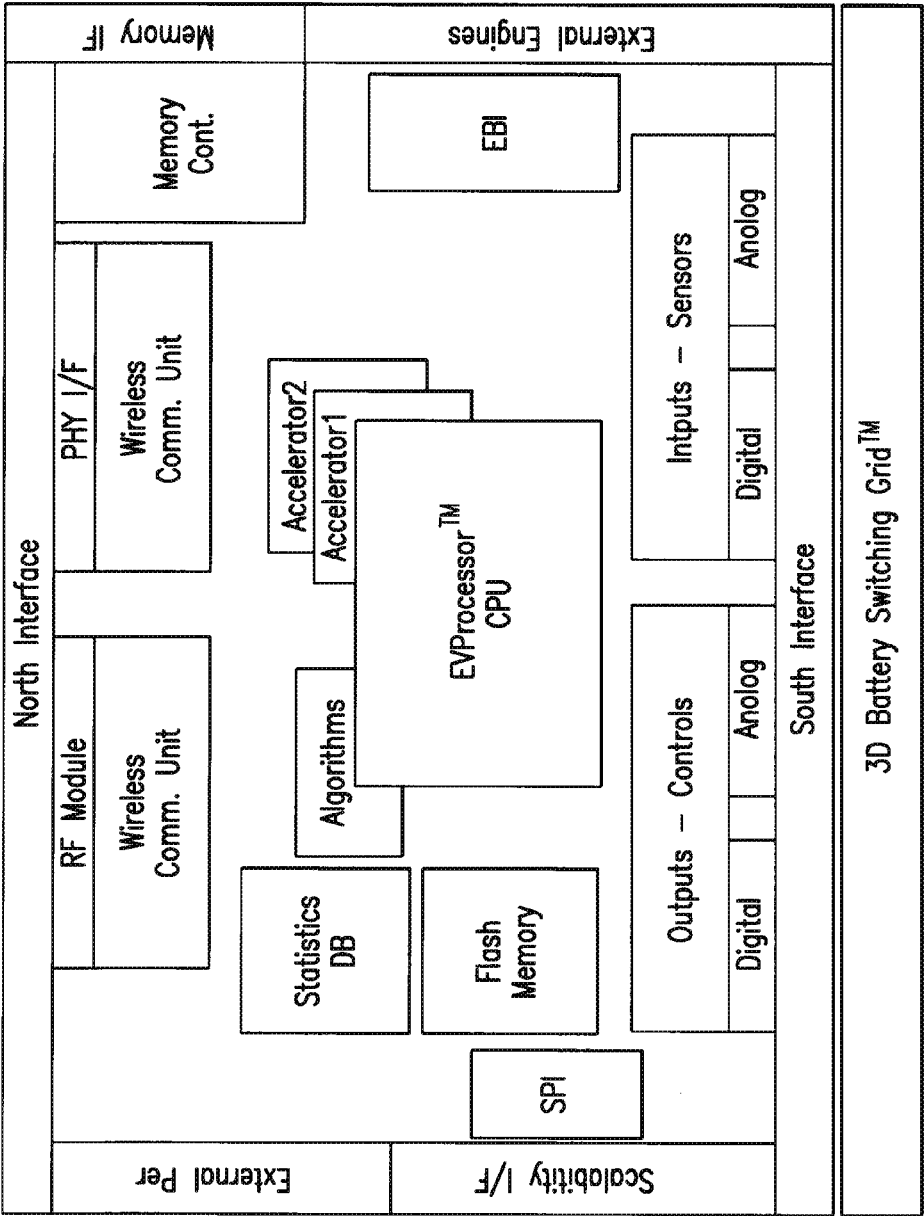 North Interface
External Per
RF Module
Wireless
Comm. Unit
PHY I/F
Wireless
Comm. Unit
Memory
Cont.
Memory IF
Statistics
DB
Algorithms
Accelerator2
Accelerator1
EVProcessor™
CPU
Flash
Memory
SPI
EBI
Scalobitity I/F
External Engines
Outputs – Controls
Digital
Anolog
Intputs – Sensors
Digital
Anolog
South Interface
3D Battery Switching Grid™